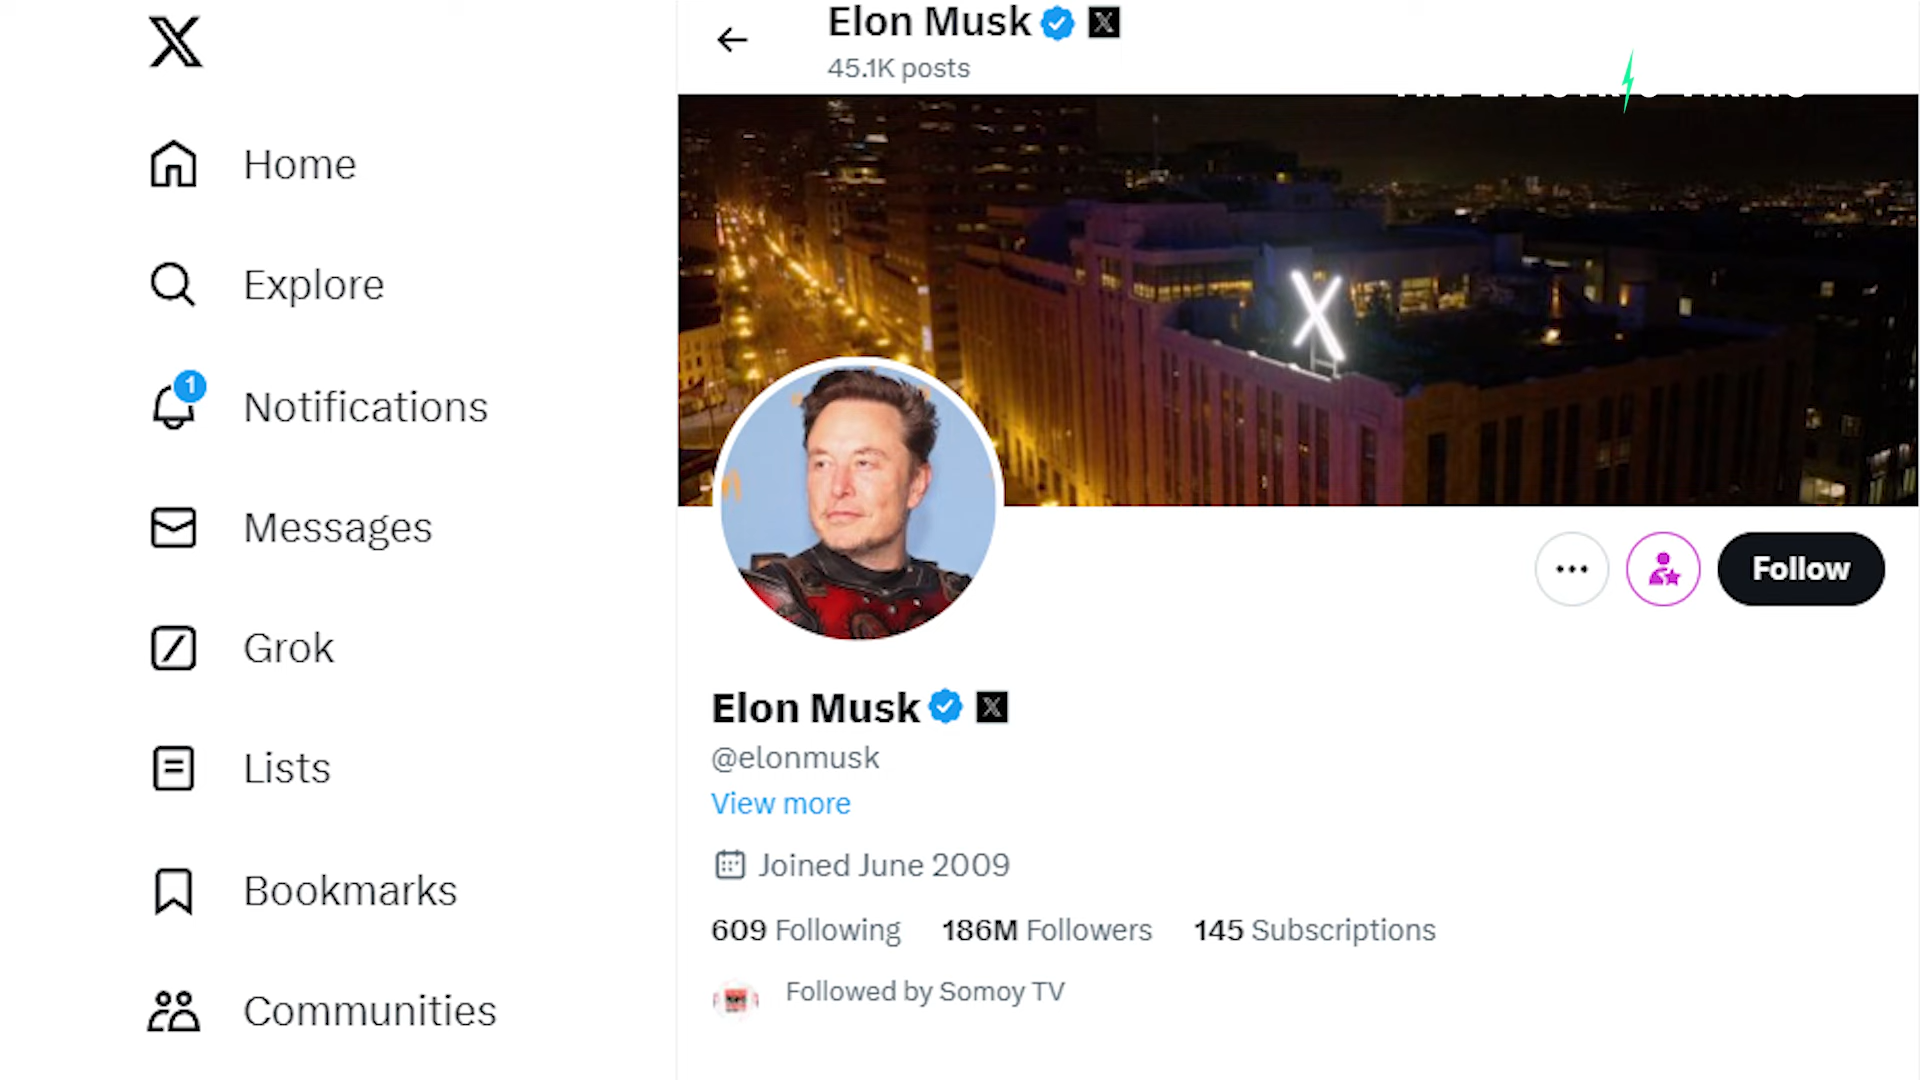 Home
Explore
1
Notifications
Messages
Grok
Lists
Bookmarks
Communities
Elon Musk
45.1K posts
X
Follow
Elon Musk
@elonmusk
View more
Joined June 2009
609 Following 186M Followers 145 Subscriptions
Followed by Somoy TV